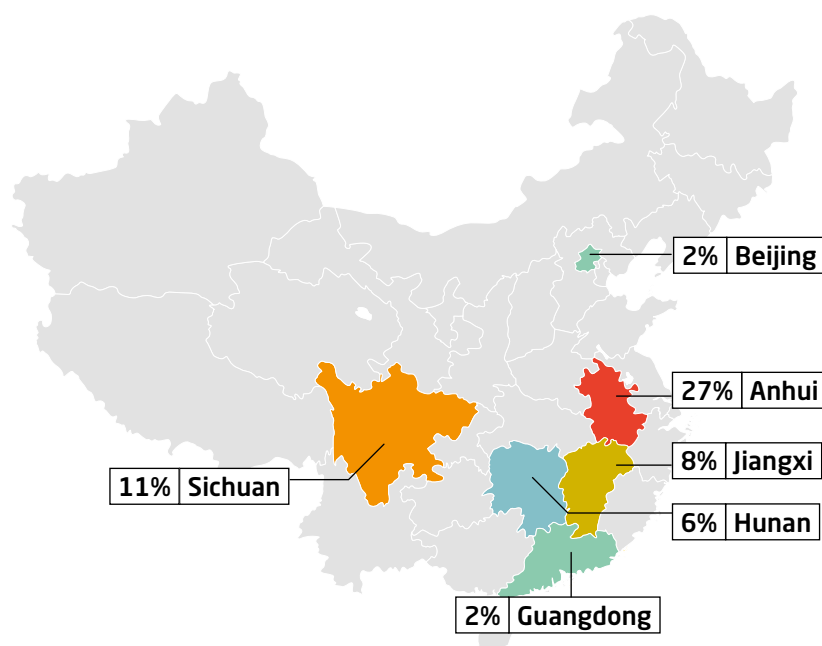 2% Beijing
27% Anhui
8% Jiangxi
11% Sichuan
6% Hunan
2% Guangdong